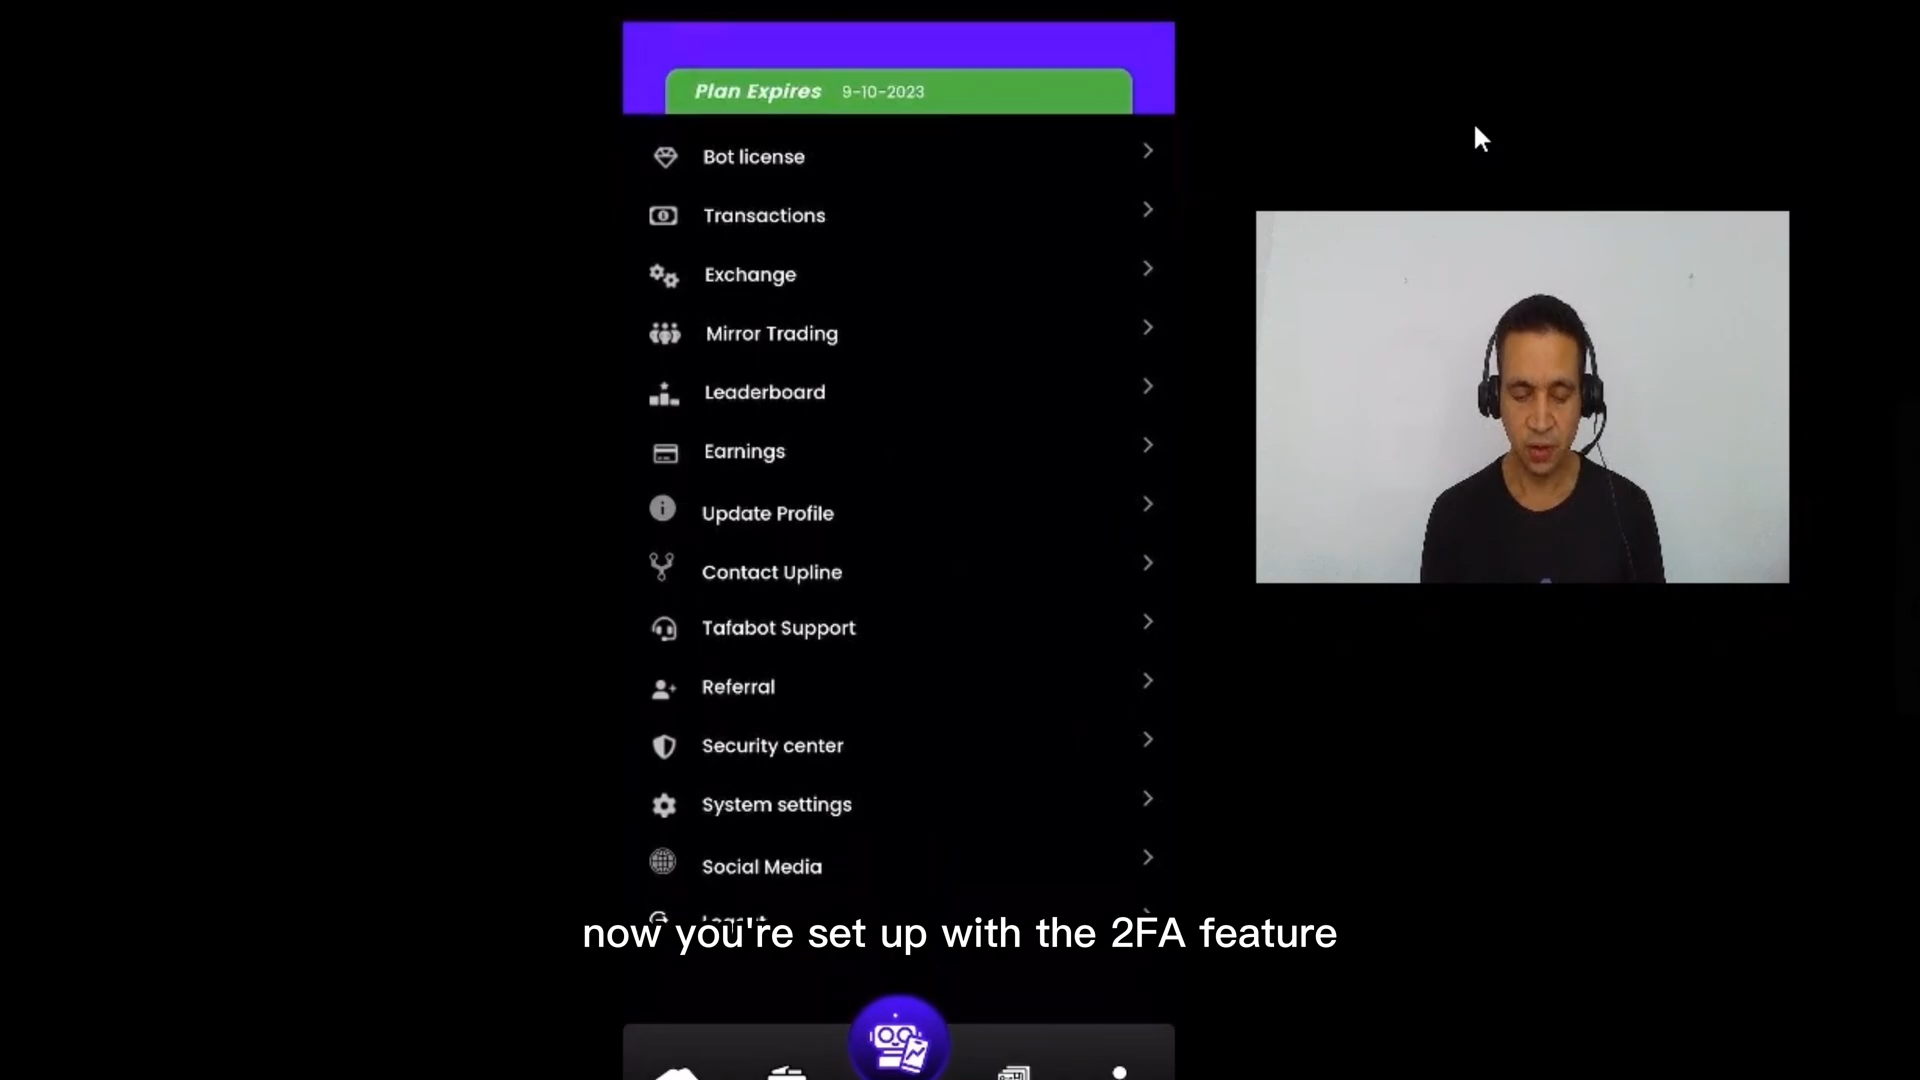 Plan Expires 9-10-2023
Bot license
Transactions
Exchange
Mirror Trading
Leaderboard
Earnings
Update Profile
Contact Upline
Tafabot Support
Referral
Security center
System settings
Social Media
now you're set up with the 2FA feature